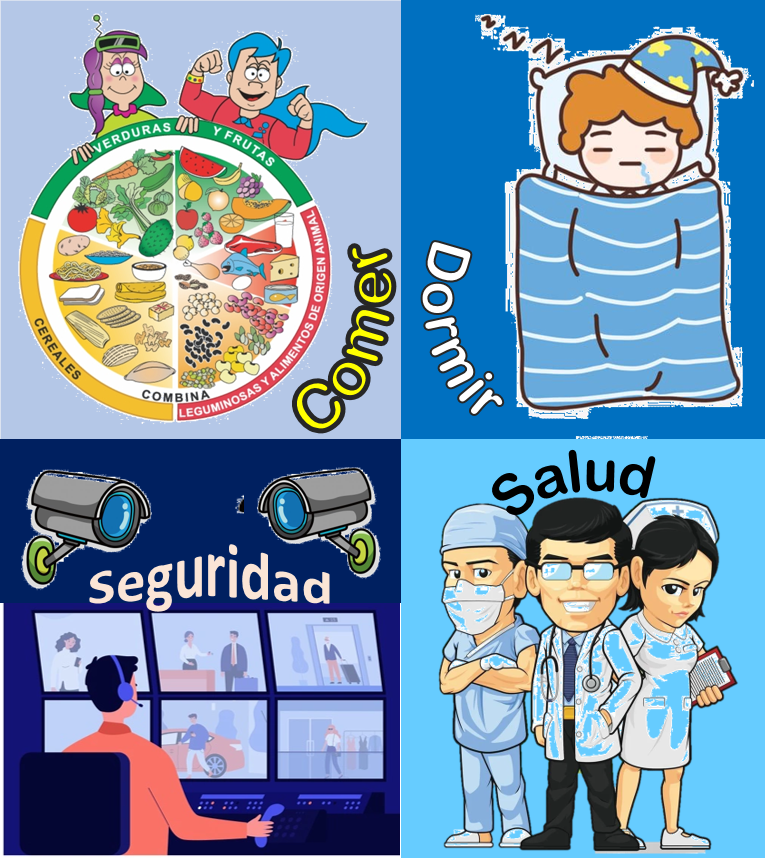 VERDURAS Y FRUTAS
CEREALES
COMBINA
LEGUMINOSAS Y ALIMENTOS DE ORIGEN ANIMAL
Comer
z z N N
Dormir
seguridad
Salud